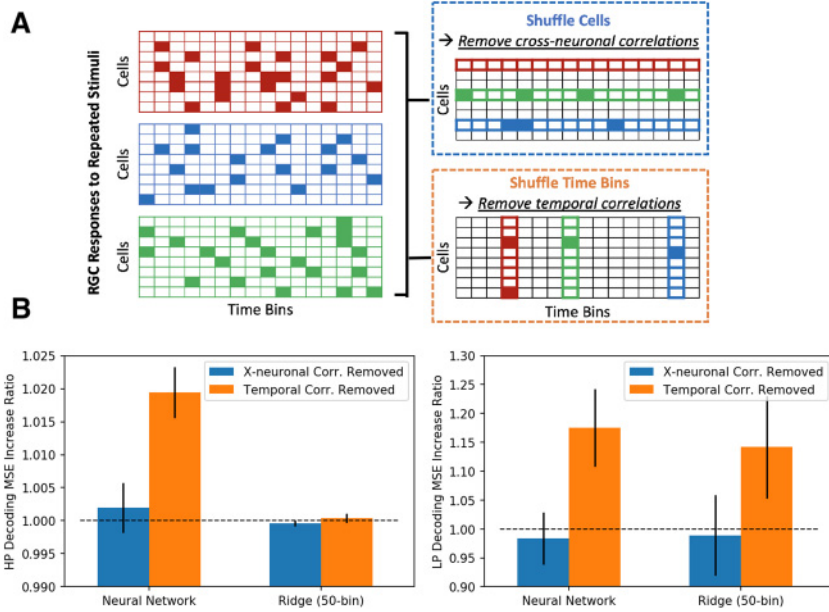 A
RGC Responses to Repeated Stimuli
Cells
Cells
Cells
Time Bins
Shuffle Cells
→ Remove cross-neuronal correlations
Cells
Shuffle Time Bins
→ Remove temporal correlations
Cells
Time Bins
B
HP Decoding MSE Increase Ratio
1.025
1.020
1.015
1.010
1.005
1.000
0.995
0.990
X-neuronal Corr. Removed
Temporal Corr. Removed
Neural Network
Ridge (50-bin)
LP Decoding MSE Increase Ratio
1.30
1.25
1.20
1.15
1.10
1.05
1.00
0.95
0.90
X-neuronal Corr. Removed
Temporal Corr. Removed
Neural Network
Ridge (50-bin)